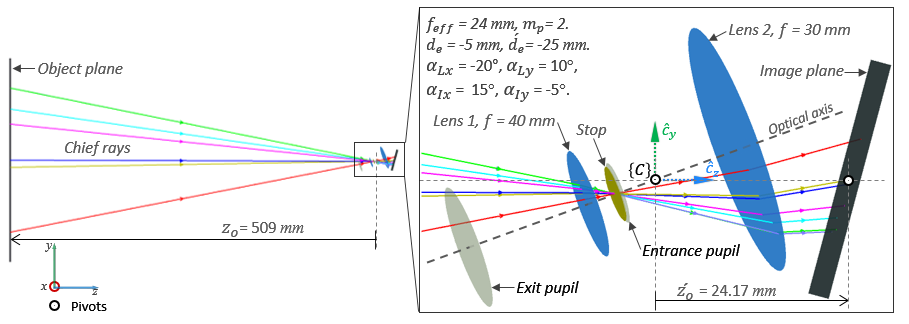 Object plane
Chief rays
zₒ = 509 mm
y
x
z
Pivots
f_eff = 24 mm, m_p = 2.
d_e = -5 mm, d́_e = -25 mm.
α_Lx = -20°, α_Ly = 10°,
α_Ix = 15°, α_Iy = -5°.
Lens 1, f = 40 mm
Stop
{C}
ĉ_y
ĉ_z
Lens 2, f = 30 mm
Image plane
Optical axis
Entrance pupil
Exit pupil
źₒ = 24.17 mm